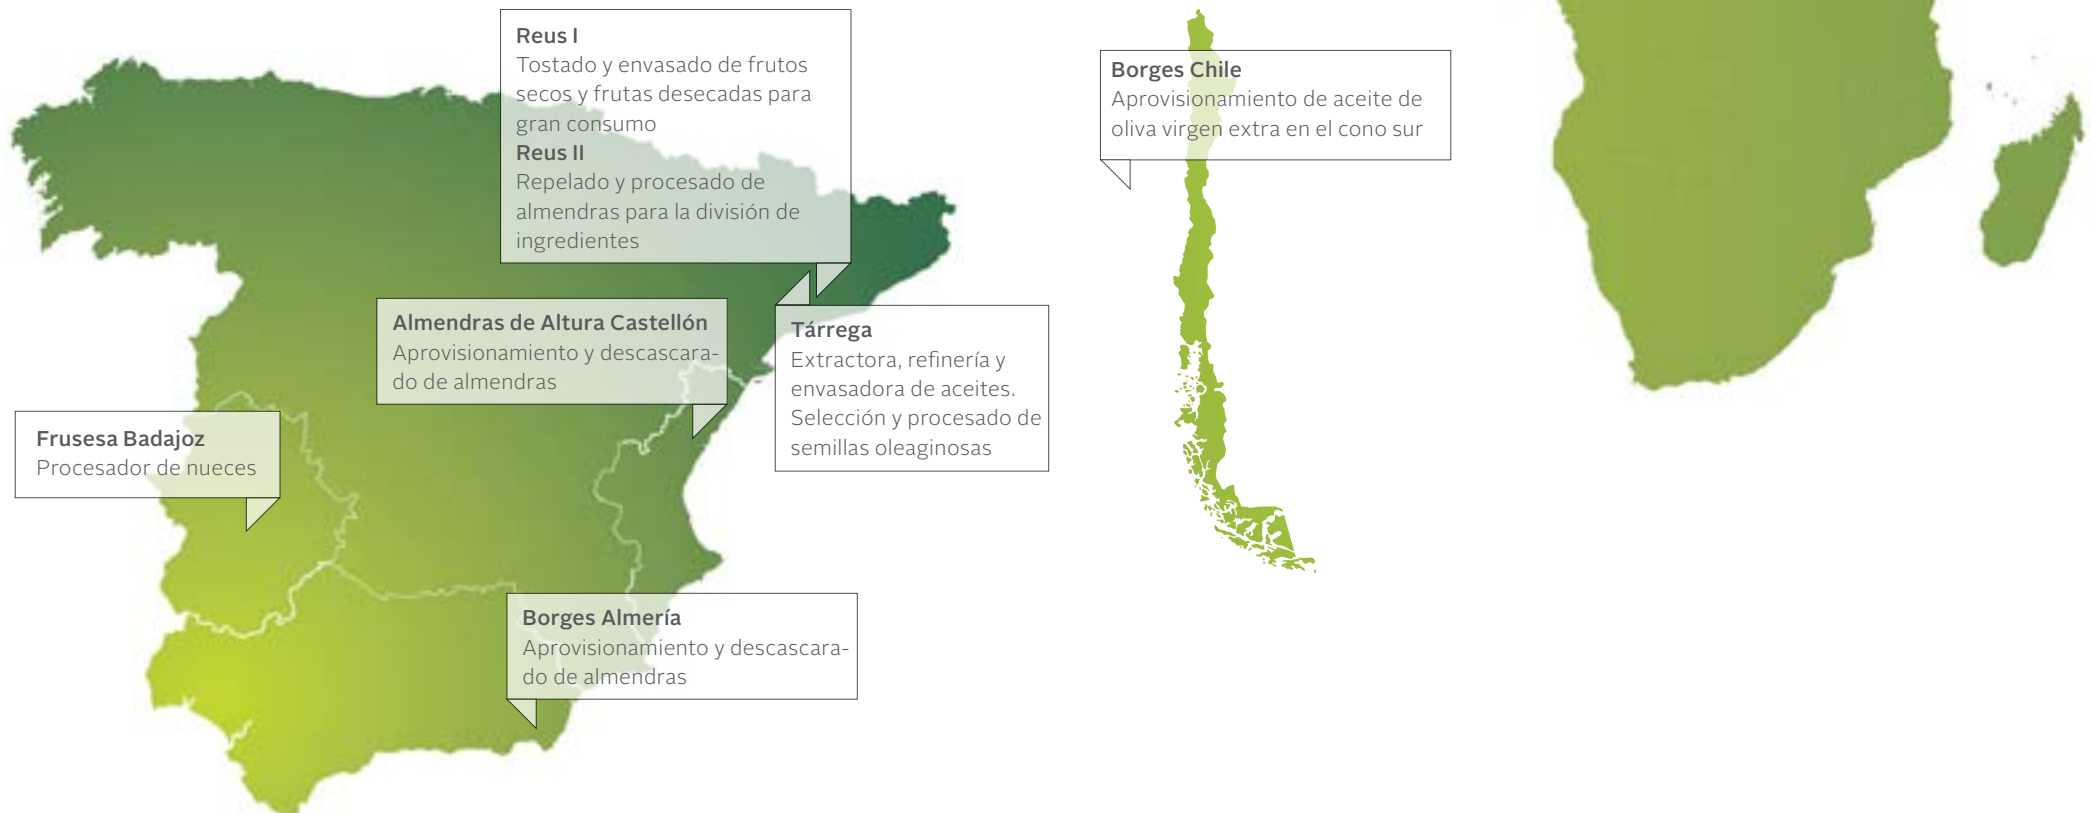 Reus I
Tostado y envasado de frutos
secos y frutas desecadas para
gran consumo
Reus II
Repelado y procesado de
almendras para la división de
ingredientes
Almendras de Altura Castellón
Aprovisionamiento y descascara-
do de almendras
Tárrega
Extractora, refinería y
envasadora de aceites.
Selección y procesado de
semillas oleaginosas
Frusesa Badajoz
Procesador de nueces
Borges Almería
Aprovisionamiento y descascara-
do de almendras
Borges Chile
Aprovisionamiento de aceite de
oliva virgen extra en el cono sur